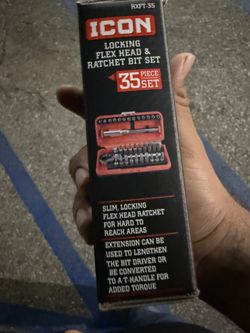 RXFT-35
ICON
LOCKING
FLEX HEAD &
RATCHET BIT SET
35 PIECE
SET
SLIM, LOCKING
FLEX HEAD RATCHET
FOR HARD TO
REACH AREAS
EXTENSION CAN BE
USED TO LENGTHEN
THE BIT DRIVER OR
BE CONVERTED
TO A T-HANDLE FOR
ADDED TORQUE